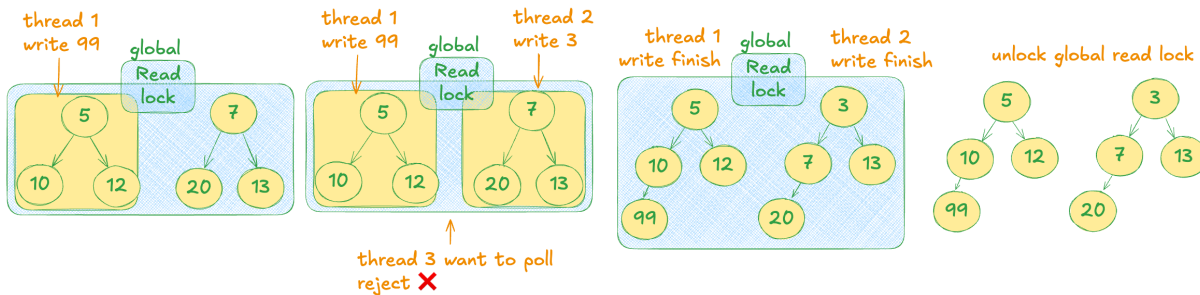 thread 1
write 99
global
Read
lock
5
7
10
12
20
13
thread 1
write 99
global
Read
lock
thread 2
write 3
5
7
10
12
20
13
thread 3 want to poll
reject ❌
thread 1
write finish
global
Read
lock
thread 2
write finish
5
3
10
12
7
13
99
20
unlock global read lock
5
3
10
12
7
13
99
20